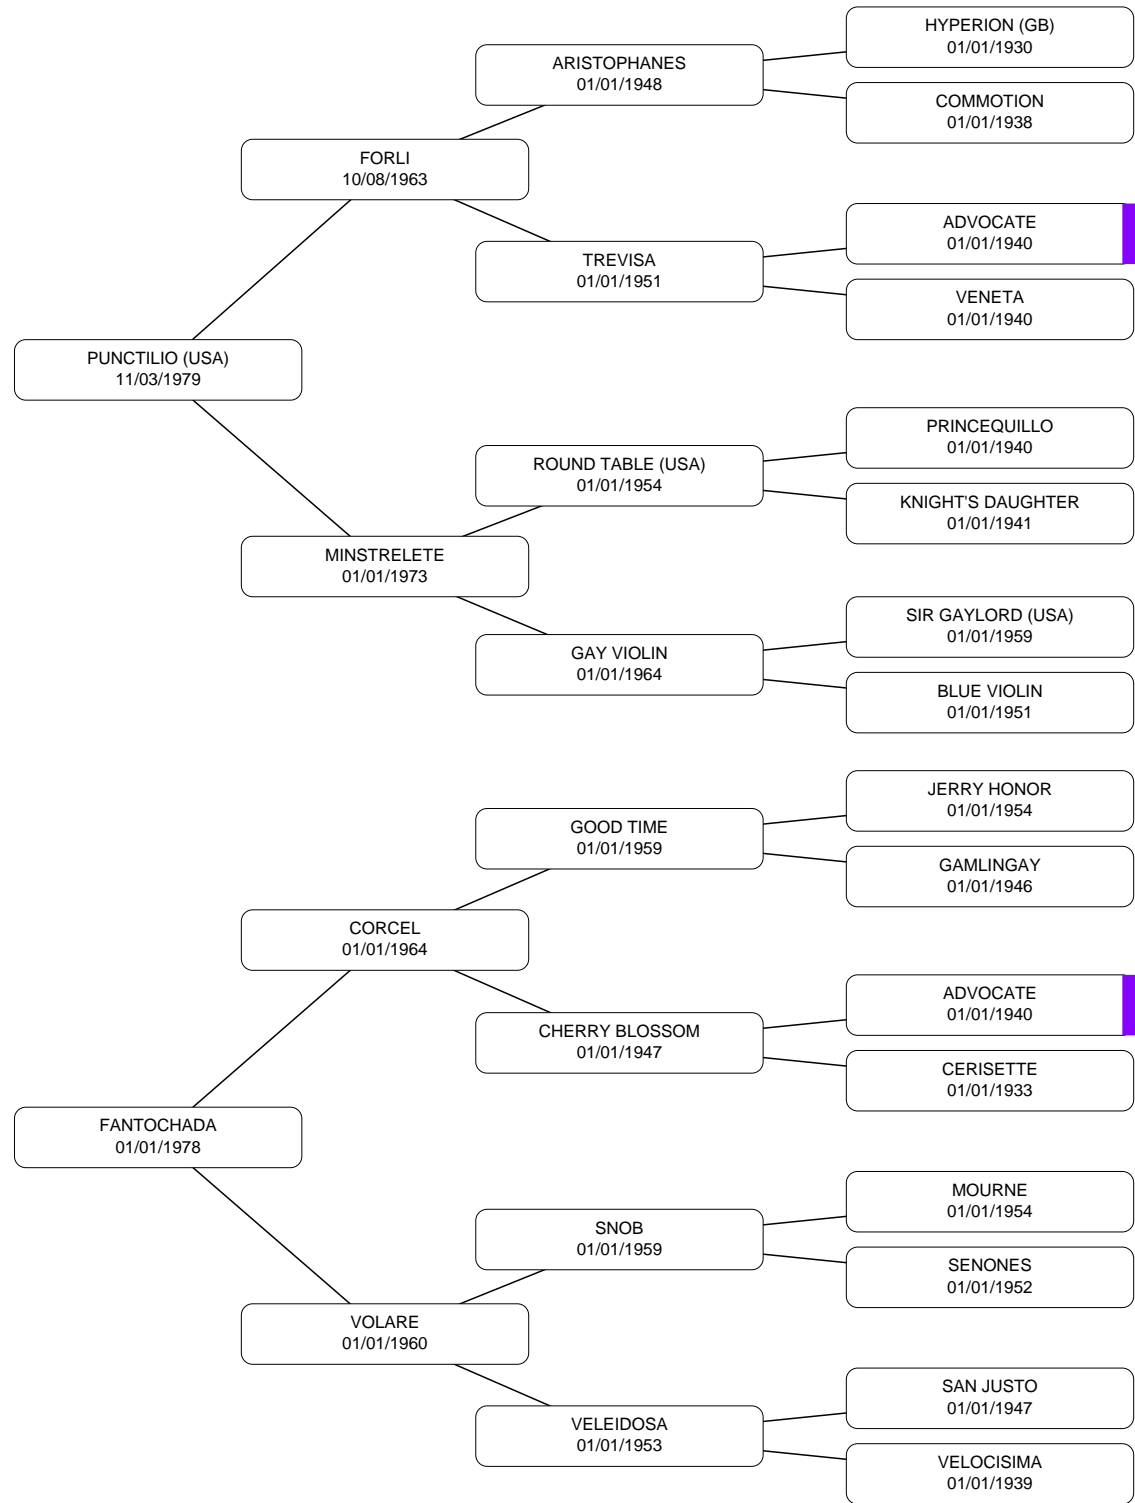 HYPERION (GB)
01/01/1930
ARISTOPHANES
01/01/1948
COMMOTION
01/01/1938
FORLI
10/08/1963
ADVOCATE
01/01/1940
TREVISA
01/01/1951
VENETA
01/01/1940
PUNCTILIO (USA)
11/03/1979
PRINCEQUILLO
01/01/1940
ROUND TABLE (USA)
01/01/1954
KNIGHT'S DAUGHTER
01/01/1941
MINSTRELETE
01/01/1973
SIR GAYLORD (USA)
01/01/1959
GAY VIOLIN
01/01/1964
BLUE VIOLIN
01/01/1951
JERRY HONOR
01/01/1954
GOOD TIME
01/01/1959
GAMLINGAY
01/01/1946
CORCEL
01/01/1964
ADVOCATE
01/01/1940
CHERRY BLOSSOM
01/01/1947
CERISETTE
01/01/1933
FANTOCHADA
01/01/1978
MOURNE
01/01/1954
SNOB
01/01/1959
SENONES
01/01/1952
VOLARE
01/01/1960
SAN JUSTO
01/01/1947
VELEIDOSA
01/01/1953
VELOCISIMA
01/01/1939